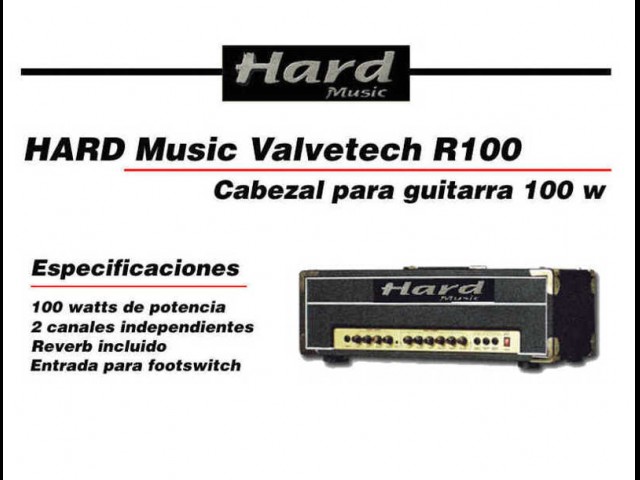 Hard
Music
HARD Music Valvetech R100
Cabezal para guitarra 100 w
Especificaciones
100 watts de potencia
2 canales independientes
Reverb incluido
Entrada para footswitch
Hard
Music